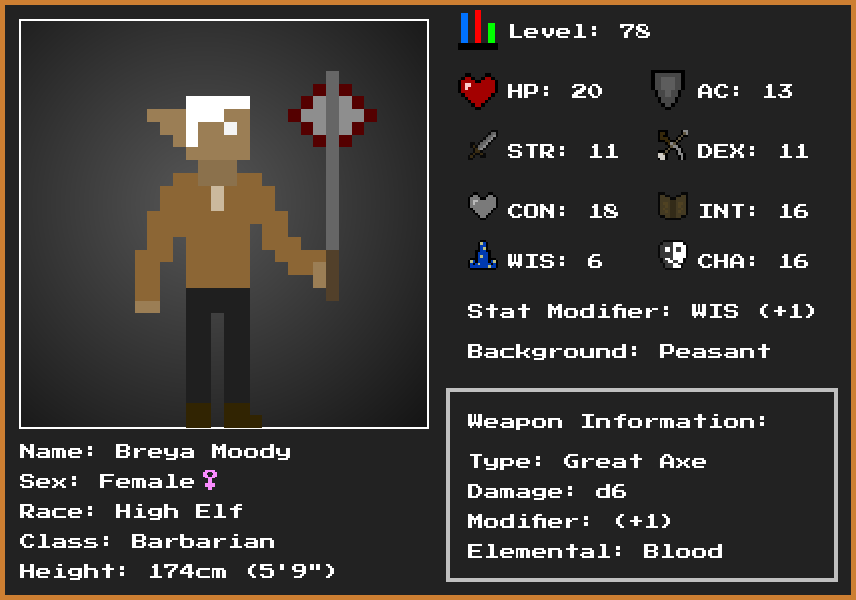 Level: 78
HP: 20 AC: 13
STR: 11 DEX: 11
CON: 18 INT: 16
WIS: 6 CHA: 16
Stat Modifier: WIS (+1)
Background: Peasant
Weapon Information:
Type: Great Axe
Damage: d6
Modifier: (+1)
Elemental: Blood
Name: Breya Moody
Sex: Female♀
Race: High Elf
Class: Barbarian
Height: 174cm (5'9")